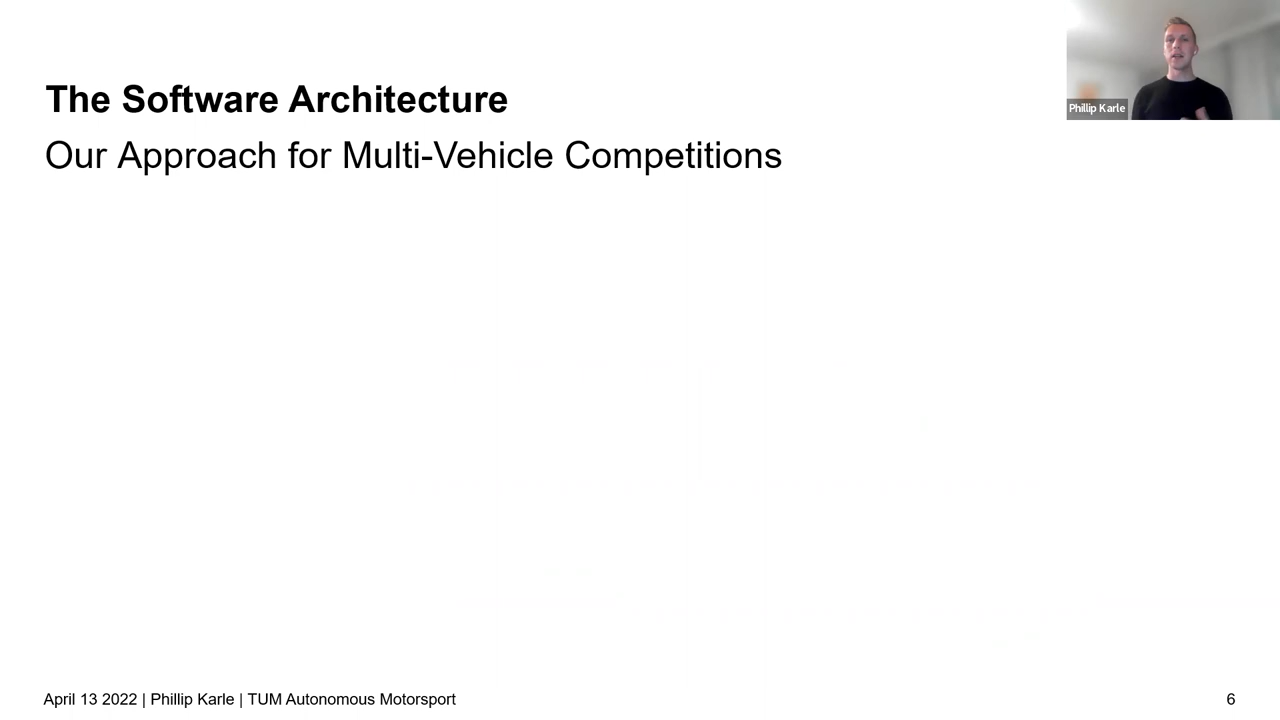 The Software Architecture
Our Approach for Multi-Vehicle Competitions
Phillip Karle
April 13 2022 | Phillip Karle | TUM Autonomous Motorsport
6